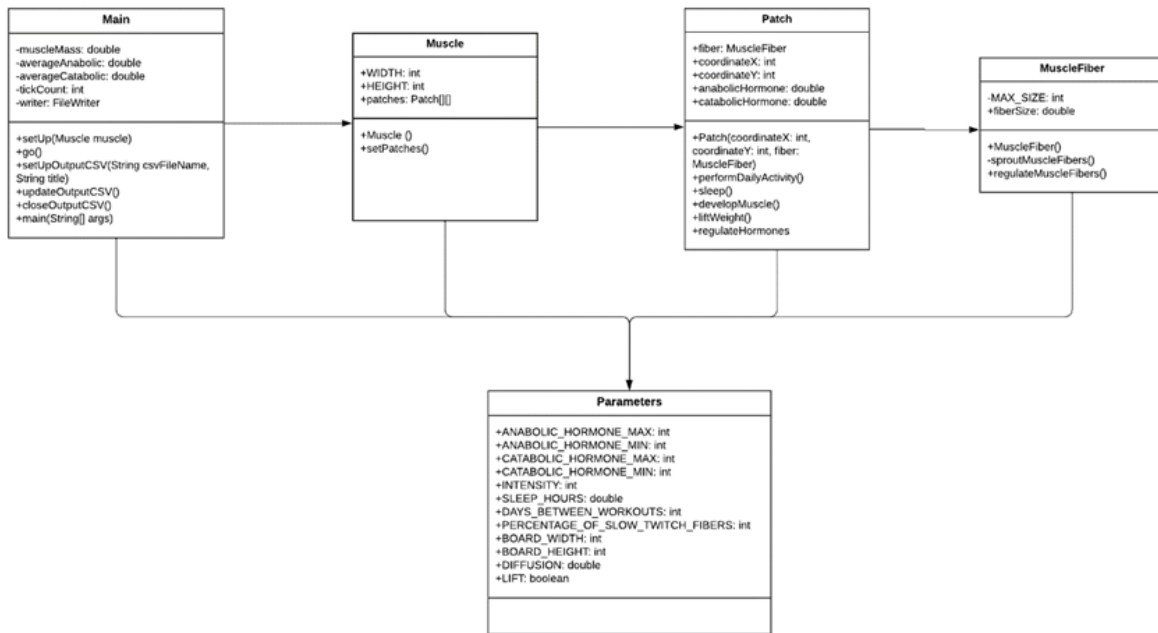 Main
-muscleMass: double
-averageAnabolic: double
-averageCatabolic: double
-tickCount: int
-writer: FileWriter
+setUp(Muscle muscle)
+go()
+setUpOutputCSV(String csvFileName,
String title)
+updateOutputCSV()
+closeOutputCSV()
+main(String[] args)
Muscle
+WIDTH: int
+HEIGHT: int
+patches: Patch[][]
+Muscle ()
+setPatches()
Patch
+fiber: MuscleFiber
+coordinateX: int
+coordinateY: int
+anabolicHormone: double
+catabolicHormone: double
+Patch(coordinateX: int,
coordinateY: int, fiber:
MuscleFiber)
+performDailyActivity()
+sleep()
+developMuscle()
+liftWeight()
+regulateHormones
MuscleFiber
-MAX_SIZE: int
+fiberSize: double
+MuscleFiber()
-sproutMuscleFibers()
+regulateMuscleFibers()
Parameters
+ANABOLIC_HORMONE_MAX: int
+ANABOLIC_HORMONE_MIN: int
+CATABOLIC_HORMONE_MAX: int
+CATABOLIC_HORMONE_MIN: int
+INTENSITY: int
+SLEEP_HOURS: double
+DAYS_BETWEEN_WORKOUTS: int
+PERCENTAGE_OF_SLOW_TWITCH_FIBERS: int
+BOARD_WIDTH: int
+BOARD_HEIGHT: int
+DIFFUSION: double
+LIFT: boolean